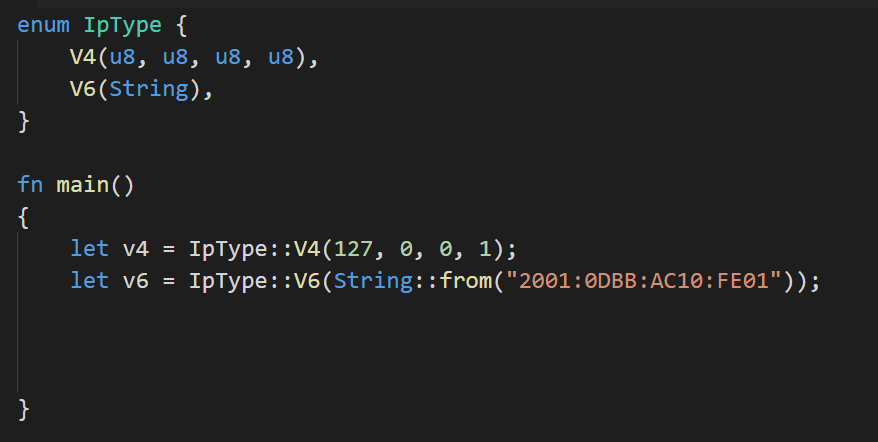 enum IpType {
    V4(u8, u8, u8, u8),
    V6(String),
}
fn main()
{
    let v4 = IpType::V4(127, 0, 0, 1);
    let v6 = IpType::V6(String::from("2001:0DBB:AC10:FE01"));
}